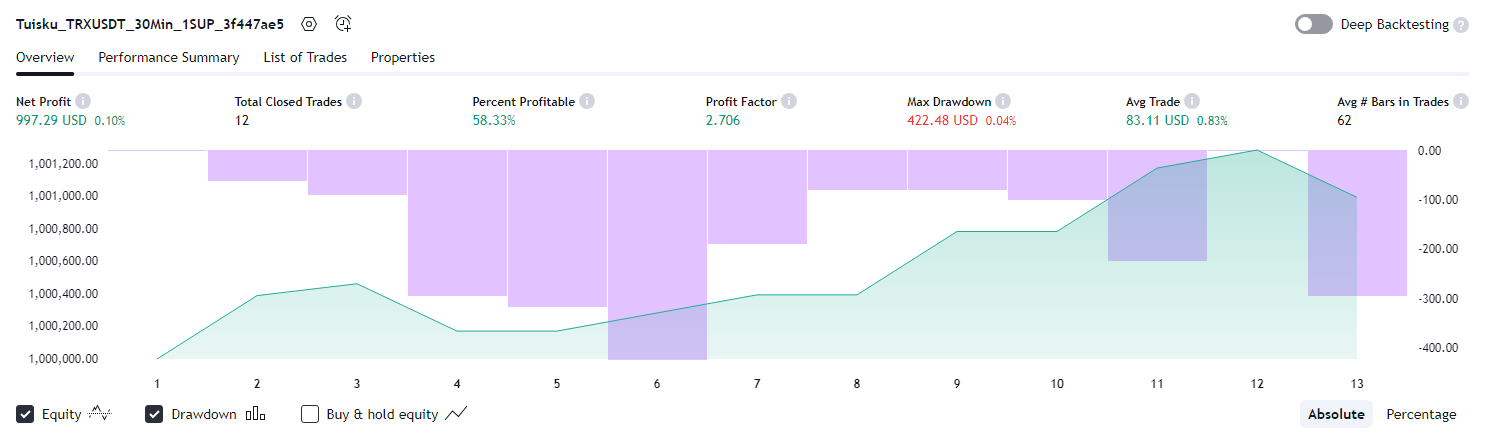 Tuisku_TRXUSDT_30Min_1SUP_3f447ae5 Deep Backtesting
Overview Performance Summary List of Trades Properties
Net Profit Total Closed Trades Percent Profitable Profit Factor Max Drawdown Avg Trade Avg # Bars in Trades
997.29 USD 0.10% 12 58.33% 2.706 422.48 USD 0.04% 83.11 USD 0.83% 62
1,001,200.00 0.00
1,001,000.00 -100.00
1,000,800.00 -200.00
1,000,600.00
1,000,400.00 -300.00
1,000,200.00
1,000,000.00 -400.00
1 2 3 4 5 6 7 8 9 10 11 12 13
Equity Drawdown Buy & hold equity Absolute Percentage